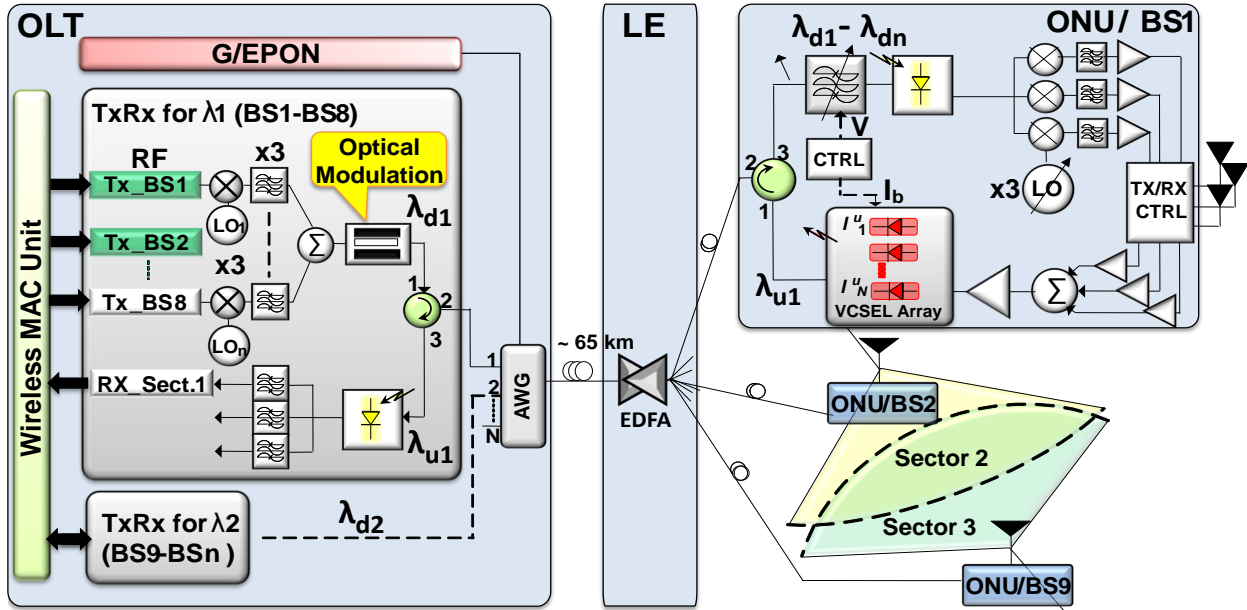 OLT
G/EPON
Wireless MAC Unit
TxRx for λ1 (BS1-BS8)
RF
x3
Optical
Modulation
Tx_BS1
LO1
λd1
Tx_BS2
Σ
x3
Tx_BS8
LOn
1
2
3
RX_Sect.1
λu1
1
2
N
AWG
TxRx for λ2
(BS9-BSn )
λd2
LE
~ 65 km
EDFA
ONU/ BS1
λd1- λdn
V
CTRL
Ib
2
3
1
x3
LO
TX/RX
CTRL
I u1
I uN
VCSEL Array
λu1
Σ
ONU/BS2
Sector 2
Sector 3
ONU/BS9